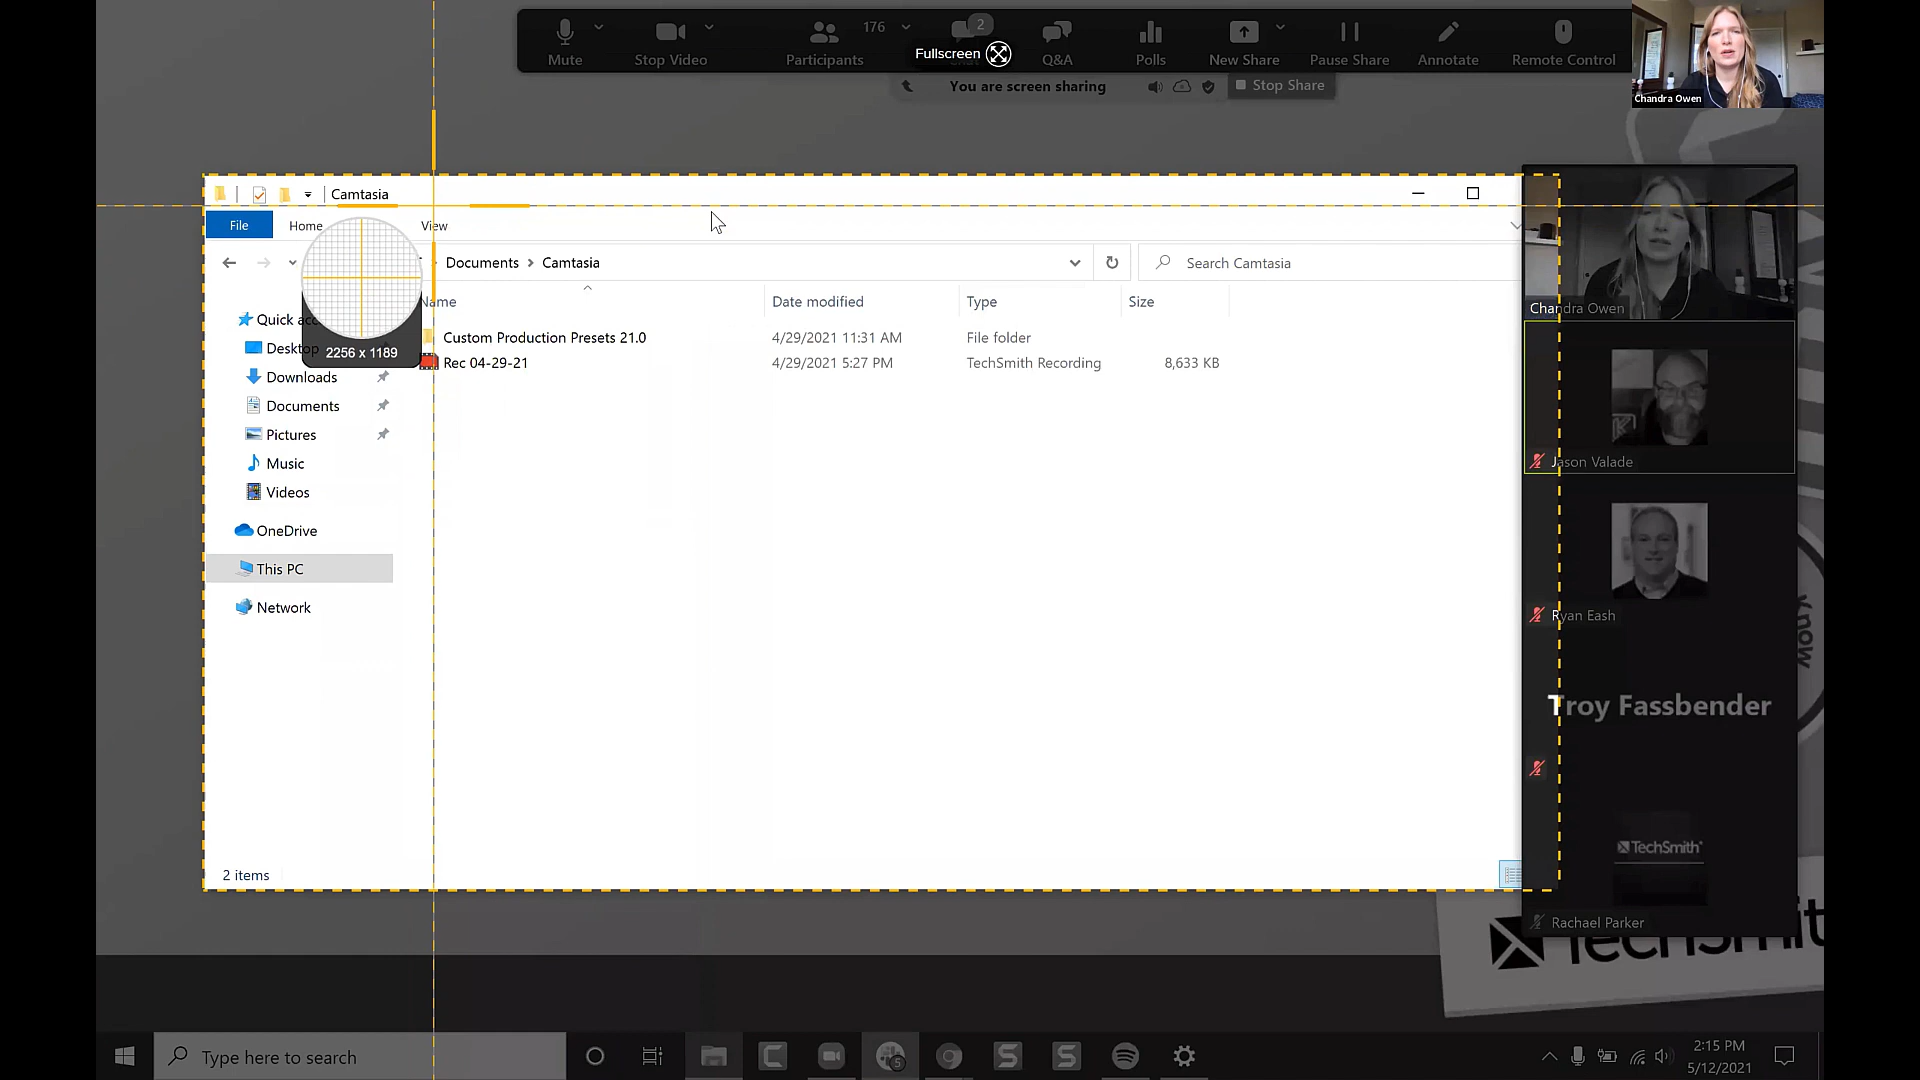 Mute
Stop Video
Participants
176
2
Fullscreen
Q&A
Polls
New Share
Pause Share
Annotate
Remote Control
You are screen sharing
Stop Share
Chandra Owen
Camtasia
File
Home
View
Documents
Camtasia
Search Camtasia
Name
Date modified
Type
Size
Custom Production Presets 21.0
4/29/2021 11:31 AM
File folder
Rec 04-29-21
4/29/2021 5:27 PM
TechSmith Recording
8,633 KB
Quick acc
Desktop
2256 x 1189
Downloads
Documents
Pictures
Music
Videos
OneDrive
This PC
Network
2 items
Chandra Owen
Jason Valade
Ryan Eash
Troy Fassbender
TechSmith
Rachael Parker
Know
TechSmith
Type here to search
5
2:15 PM
5/12/2021